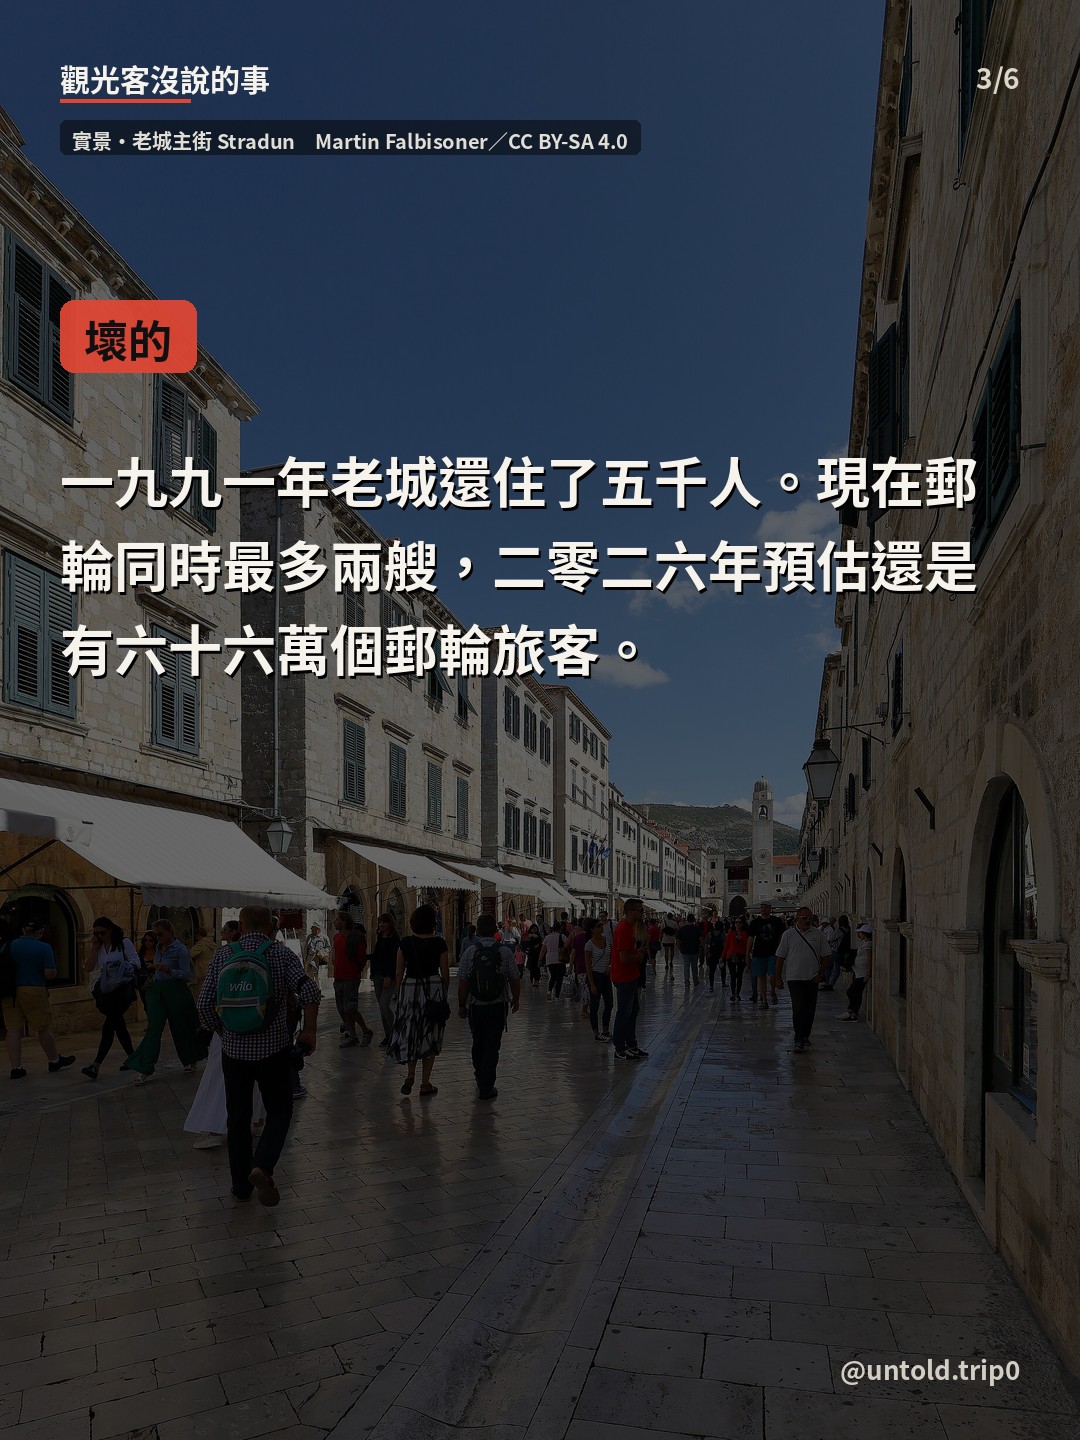 觀光客沒說的事
3/6
實景・老城主街 Stradun　Martin Falbisoner／CC BY-SA 4.0
壞的
一九九一年老城還住了五千人。現在郵
輪同時最多兩艘，二零二六年預估還是
有六十六萬個郵輪旅客。
wilo
@untold.trip0